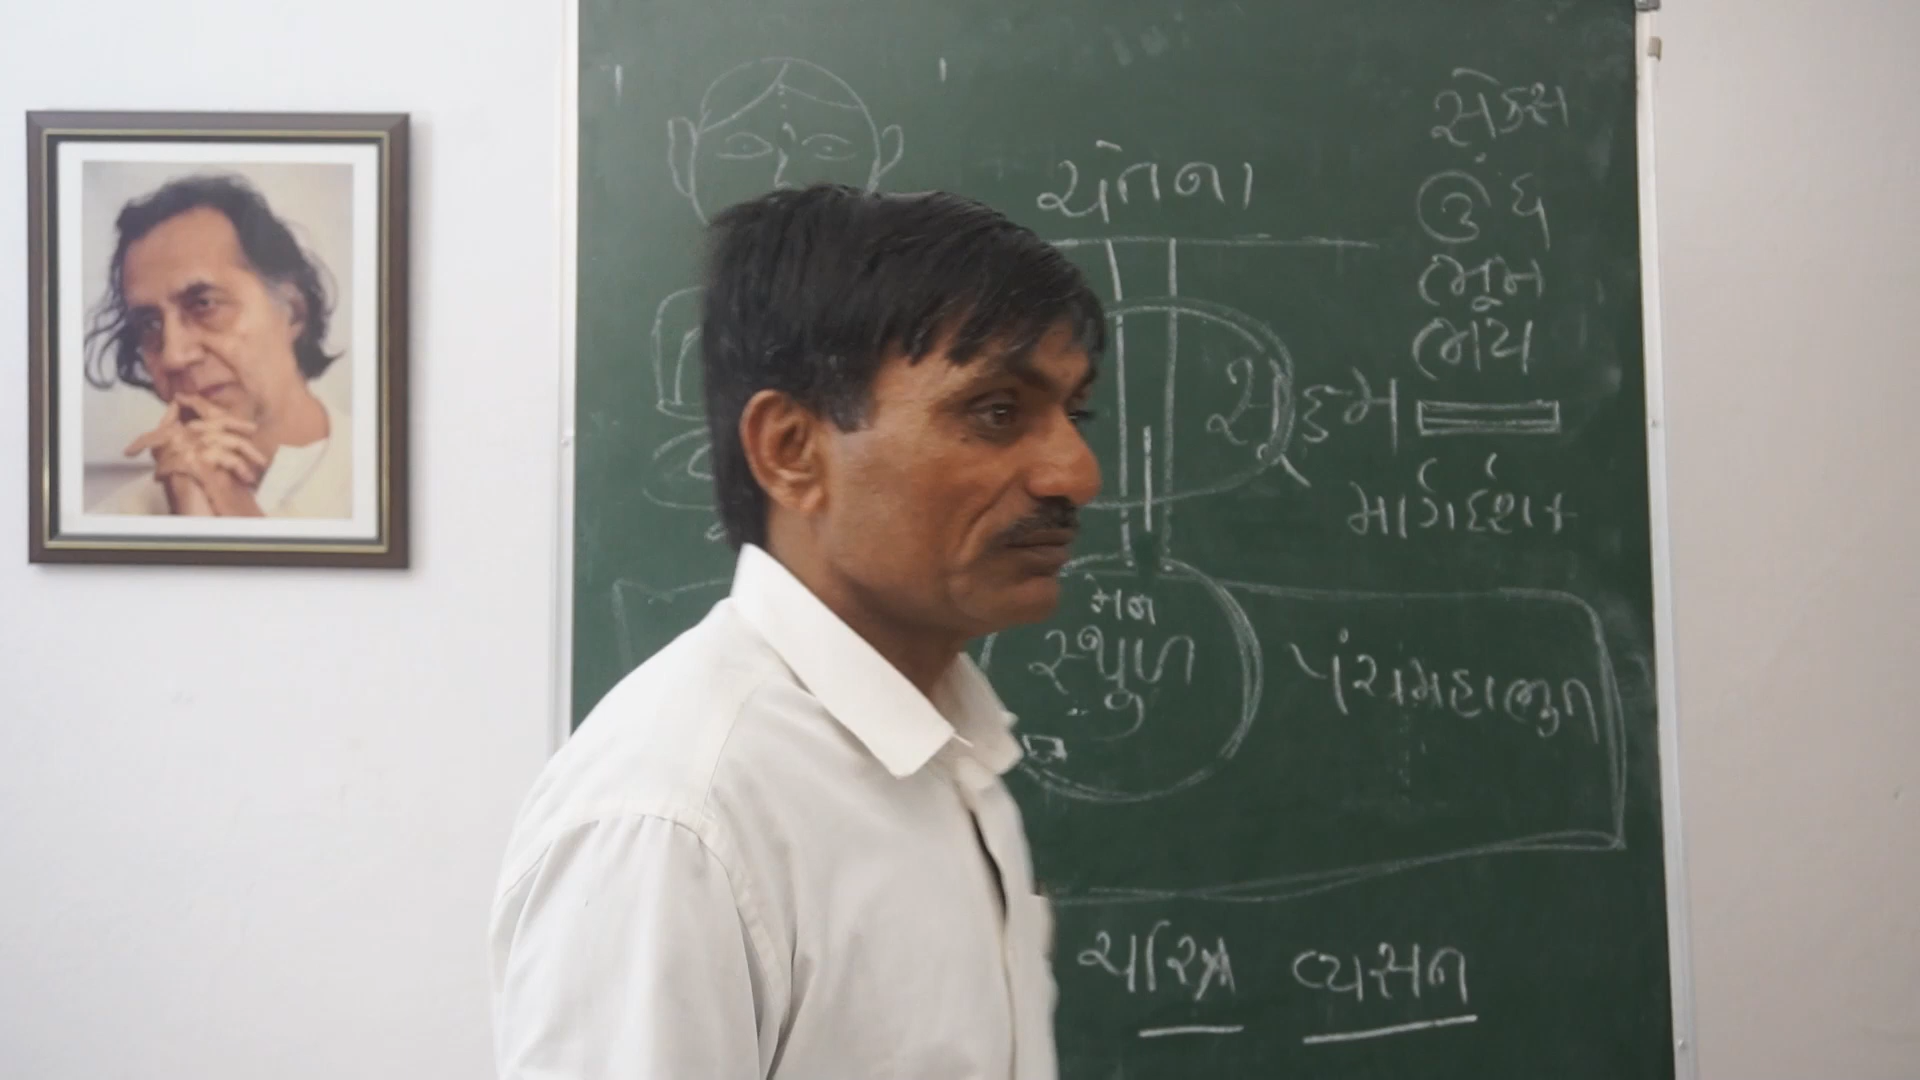 સેક્સ
ચેતના
ઉંઘ
ભૂખ
ભય
સૂક્ષ્મ
માર્ગદર્શન
મન
સ્થુળ
પંચમહાભુત
ચરિત્ર વ્યસન